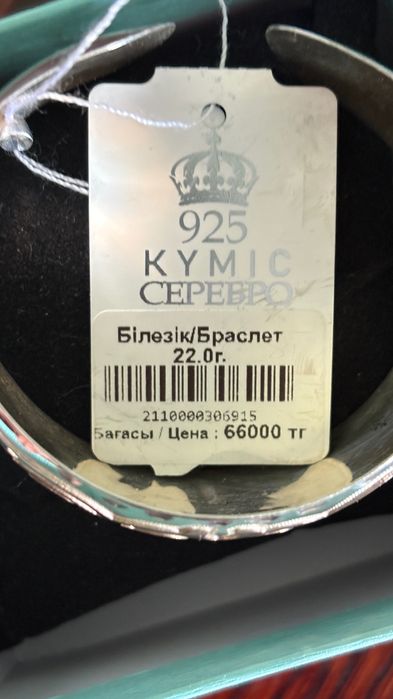 925
КҮМІС
СЕРЕБРО
Білезік/Браслет
22.0г.
2110000306915
Бағасы / Цена : 66000 тг